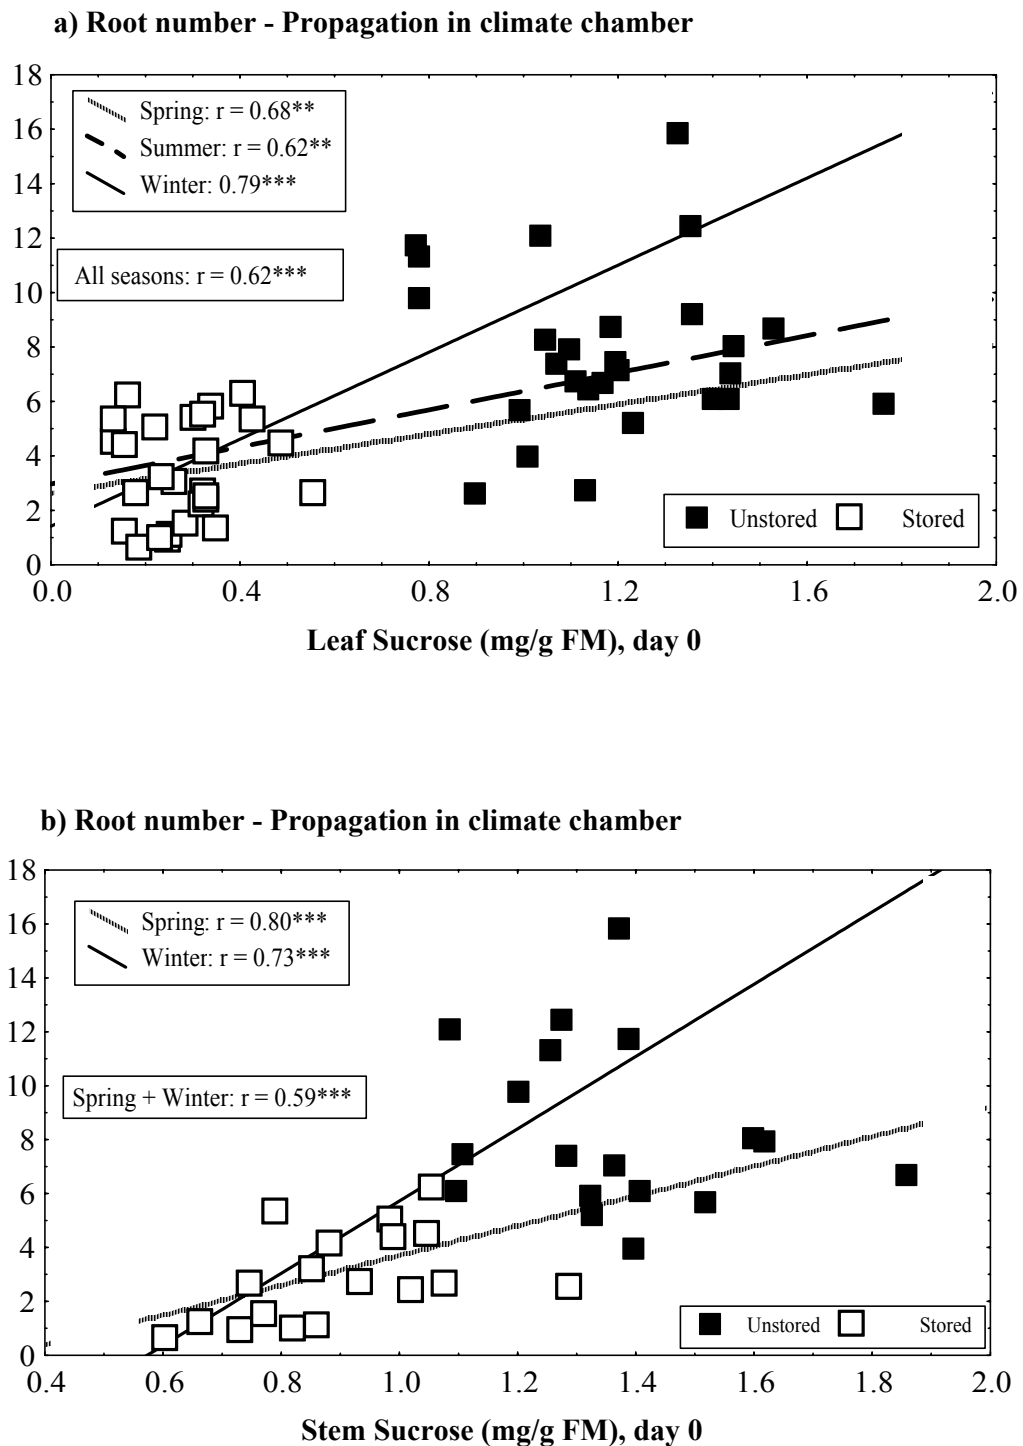 a) Root number - Propagation in climate chamber
18
16
14
12
10
8
6
4
2
0
Spring: r = 0.68**
Summer: r = 0.62**
Winter: 0.79***
All seasons: r = 0.62***
Unstored
Stored
0.0 0.4 0.8 1.2 1.6 2.0
Leaf Sucrose (mg/g FM), day 0
b) Root number - Propagation in climate chamber
18
16
14
12
10
8
6
4
2
0
Spring: r = 0.80***
Winter: r = 0.73***
Spring + Winter: r = 0.59***
Unstored
Stored
0.4 0.6 0.8 1.0 1.2 1.4 1.6 1.8 2.0
Stem Sucrose (mg/g FM), day 0